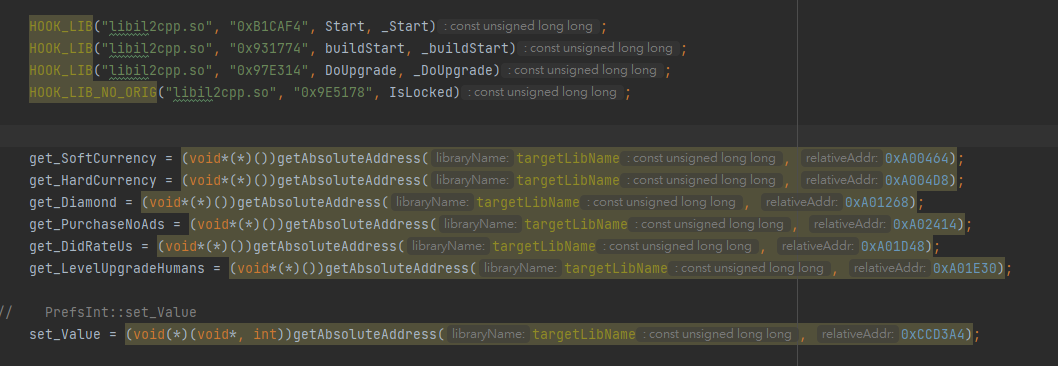 HOOK_LIB("libil2cpp.so", "0xB1CAF4", Start, _Start) : const unsigned long long ;
HOOK_LIB("libil2cpp.so", "0x931774", buildStart, _buildStart) : const unsigned long long ;
HOOK_LIB("libil2cpp.so", "0x97E314", DoUpgrade, _DoUpgrade) : const unsigned long long ;
HOOK_LIB_NO_ORIG("libil2cpp.so", "0x9E5178", IsLocked) : const unsigned long long ;
get_SoftCurrency = (void*(*)())getAbsoluteAddress( libraryName: targetLibName : const unsigned long long , relativeAddr: 0xA00464);
get_HardCurrency = (void*(*)())getAbsoluteAddress( libraryName: targetLibName : const unsigned long long , relativeAddr: 0xA004D8);
get_Diamond = (void*(*)())getAbsoluteAddress( libraryName: targetLibName : const unsigned long long , relativeAddr: 0xA01268);
get_PurchaseNoAds = (void*(*)())getAbsoluteAddress( libraryName: targetLibName : const unsigned long long , relativeAddr: 0xA02414);
get_DidRateUs = (void*(*)())getAbsoluteAddress( libraryName: targetLibName : const unsigned long long , relativeAddr: 0xA01D48);
get_LevelUpgradeHumans = (void*(*)())getAbsoluteAddress( libraryName: targetLibName : const unsigned long long , relativeAddr: 0xA01E30);
// PrefsInt::set_Value
set_Value = (void(*)(void*, int))getAbsoluteAddress( libraryName: targetLibName : const unsigned long long , relativeAddr: 0xCCD3A4);